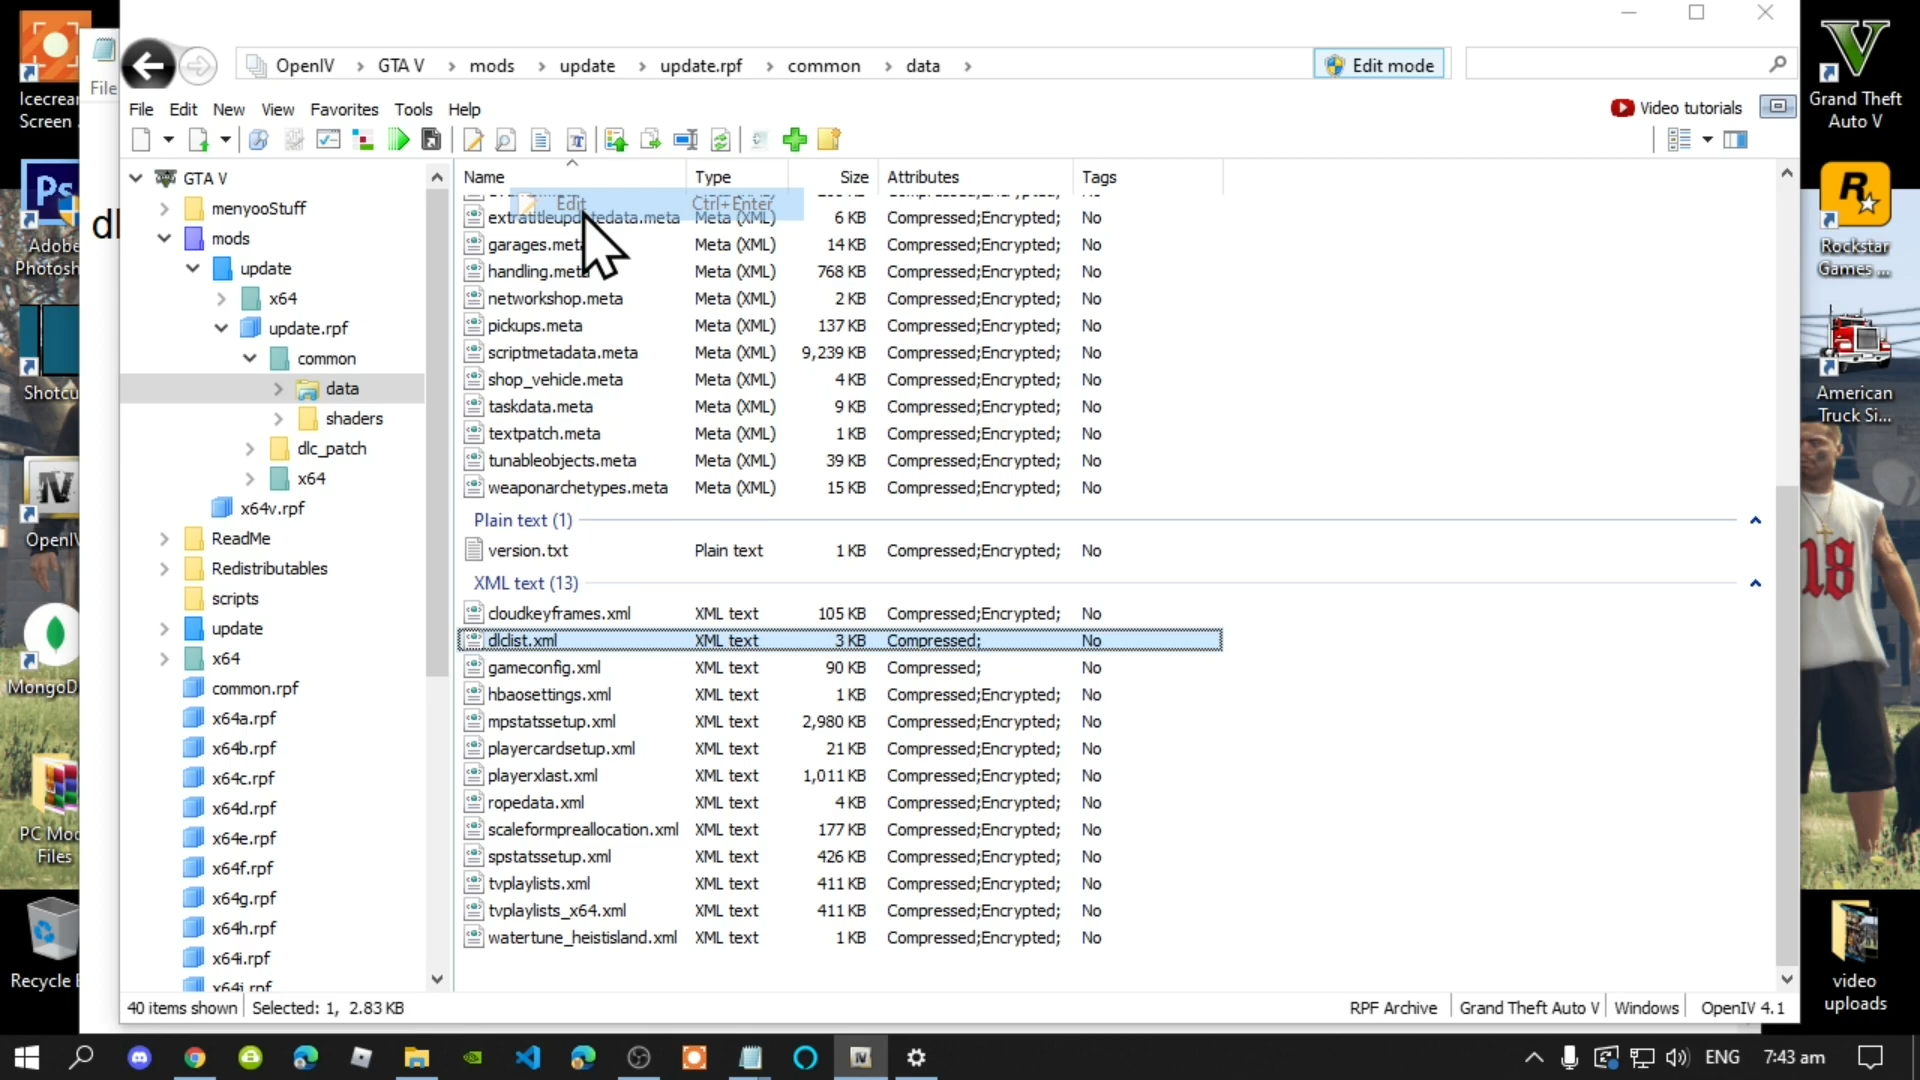 Icecrea
Screen
File
OpenIV
GTA V
mods
update
update.rpf
common
data
Edit mode
File
Edit
New
View
Favorites
Tools
Help
Video tutorials
Grand Theft
Auto V
Name
Type
Size
Attributes
Tags
Edit
Ctrl+Enter
extratitleupdatedata.meta Meta (XML) 6 KB Compressed;Encrypted; No
garages.meta Meta (XML) 14 KB Compressed;Encrypted; No
handling.meta Meta (XML) 768 KB Compressed;Encrypted; No
networkshop.meta Meta (XML) 2 KB Compressed;Encrypted; No
pickups.meta Meta (XML) 137 KB Compressed;Encrypted; No
scriptmetadata.meta Meta (XML) 9,239 KB Compressed;Encrypted; No
shop_vehicle.meta Meta (XML) 4 KB Compressed;Encrypted; No
taskdata.meta Meta (XML) 9 KB Compressed;Encrypted; No
textpatch.meta Meta (XML) 1 KB Compressed;Encrypted; No
tunableobjects.meta Meta (XML) 39 KB Compressed;Encrypted; No
weaponarchetypes.meta Meta (XML) 15 KB Compressed;Encrypted; No
Plain text (1)
version.txt Plain text 1 KB Compressed;Encrypted; No
XML text (13)
cloudkeyframes.xml XML text 105 KB Compressed;Encrypted; No
dlclist.xml XML text 3 KB Compressed; No
gameconfig.xml XML text 90 KB Compressed; No
hbaosettings.xml XML text 1 KB Compressed;Encrypted; No
mpstatssetup.xml XML text 2,980 KB Compressed;Encrypted; No
playercardsetup.xml XML text 21 KB Compressed;Encrypted; No
playerxlast.xml XML text 1,011 KB Compressed;Encrypted; No
ropedata.xml XML text 4 KB Compressed;Encrypted; No
scaleformpreallocation.xml XML text 177 KB Compressed;Encrypted; No
spstatssetup.xml XML text 426 KB Compressed;Encrypted; No
tvplaylists.xml XML text 411 KB Compressed;Encrypted; No
tvplaylists_x64.xml XML text 411 KB Compressed;Encrypted; No
watertune_heistisland.xml XML text 1 KB Compressed;Encrypted; No
GTA V
menyooStuff
mods
update
x64
update.rpf
common
data
shaders
dlc_patch
x64
x64v.rpf
ReadMe
Redistributables
scripts
update
x64
common.rpf
x64a.rpf
x64b.rpf
x64c.rpf
x64d.rpf
x64e.rpf
x64f.rpf
x64g.rpf
x64h.rpf
x64i.rpf
x64j.rpf
dl
Ps
Adobe
Photosh
Shotcu
IV
OpenIV
MongoD
PC Mod
Files
Recycle
R
Rockstar
Games ...
American
Truck Si...
18
video
uploads
40 items shown
Selected: 1, 2.83 KB
RPF Archive
Grand Theft Auto V
Windows
OpenIV 4.1
IV
ENG
7:43 am